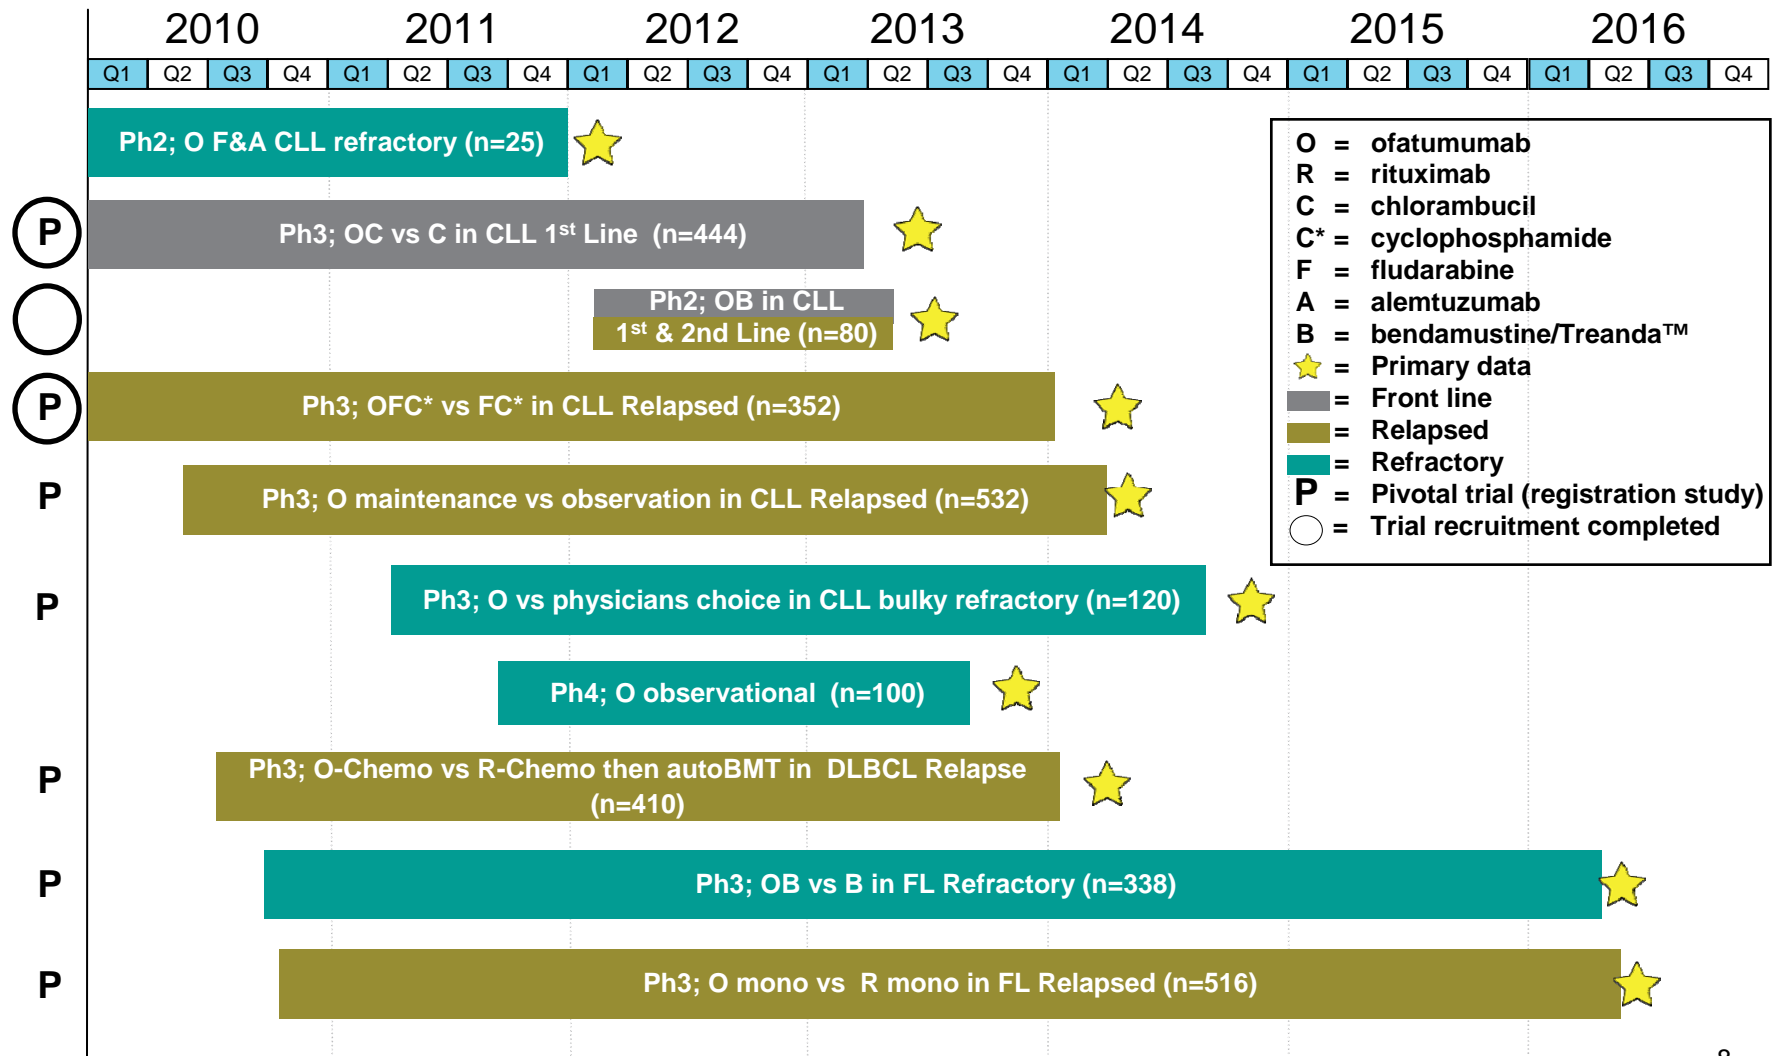 2010 2011 2012 2013 2014 2015 2016
Q1 Q2 Q3 Q4 Q1 Q2 Q3 Q4 Q1 Q2 Q3 Q4 Q1 Q2 Q3 Q4 Q1 Q2 Q3 Q4 Q1 Q2 Q3 Q4 Q1 Q2 Q3 Q4
Ph2; O F&A CLL refractory (n=25)
P Ph3; OC vs C in CLL 1st Line (n=444)
Ph2; OB in CLL
1st & 2nd Line (n=80)
P Ph3; OFC* vs FC* in CLL Relapsed (n=352)
P Ph3; O maintenance vs observation in CLL Relapsed (n=532)
P Ph3; O vs physicians choice in CLL bulky refractory (n=120)
Ph4; O observational (n=100)
P Ph3; O-Chemo vs R-Chemo then autoBMT in DLBCL Relapse
(n=410)
P Ph3; OB vs B in FL Refractory (n=338)
P Ph3; O mono vs R mono in FL Relapsed (n=516)
O = ofatumumab
R = rituximab
C = chlorambucil
C* = cyclophosphamide
F = fludarabine
A = alemtuzumab
B = bendamustine/Treanda™
= Primary data
= Front line
= Relapsed
= Refractory
P = Pivotal trial (registration study)
= Trial recruitment completed